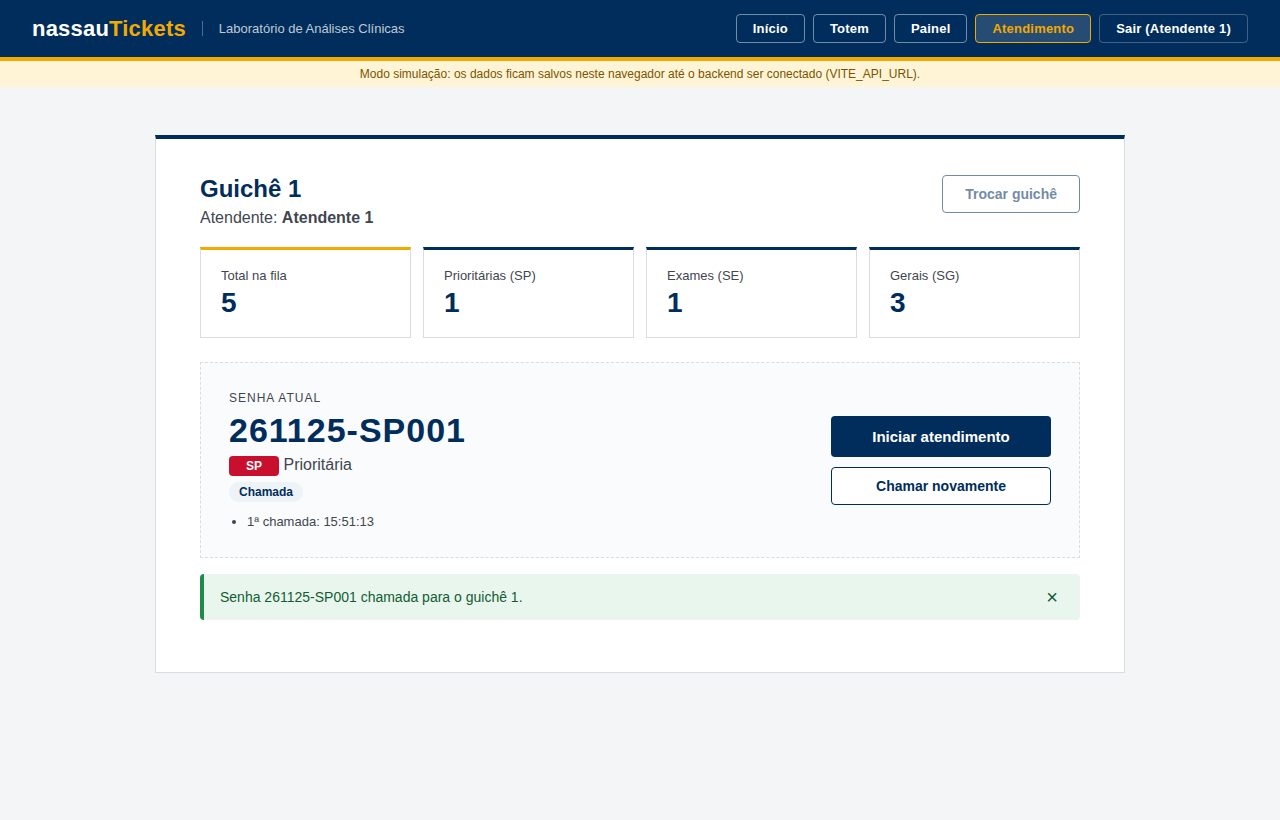 nassauTickets
Laboratório de Análises Clínicas
Início
Totem
Painel
Atendimento
Sair (Atendente 1)
Modo simulação: os dados ficam salvos neste navegador até o backend ser conectado (VITE_API_URL).
Guichê 1
Trocar guichê
Atendente: Atendente 1
Total na fila
5
Prioritárias (SP)
1
Exames (SE)
1
Gerais (SG)
3
SENHA ATUAL
261125-SP001
SP Prioritária
Chamada
• 1ª chamada: 15:51:13
Iniciar atendimento
Chamar novamente
Senha 261125-SP001 chamada para o guichê 1.
×